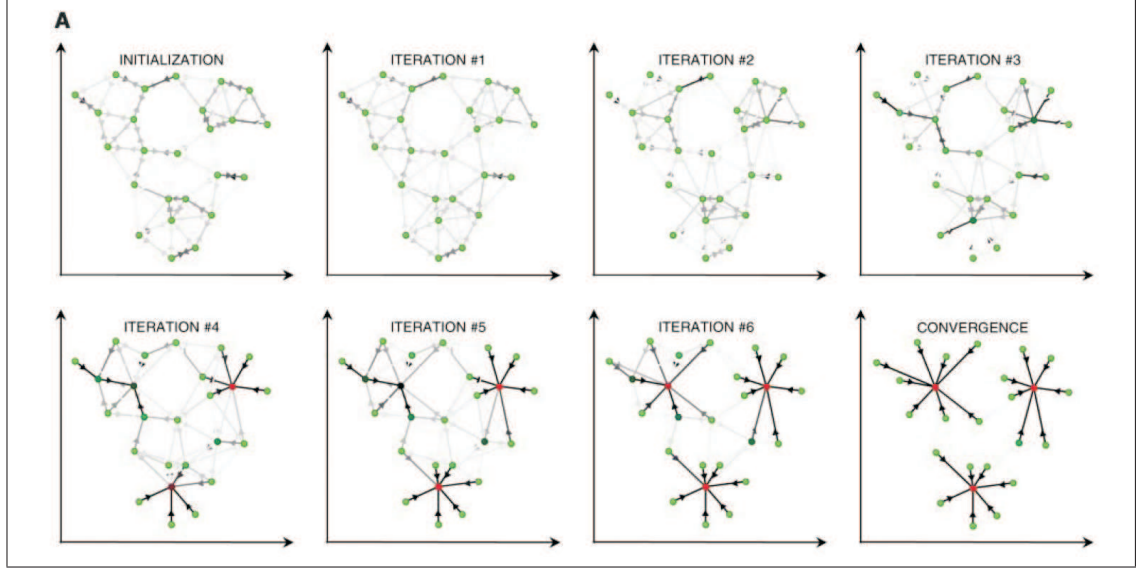 A
INITIALIZATION
ITERATION #1
ITERATION #2
ITERATION #3
ITERATION #4
ITERATION #5
ITERATION #6
CONVERGENCE